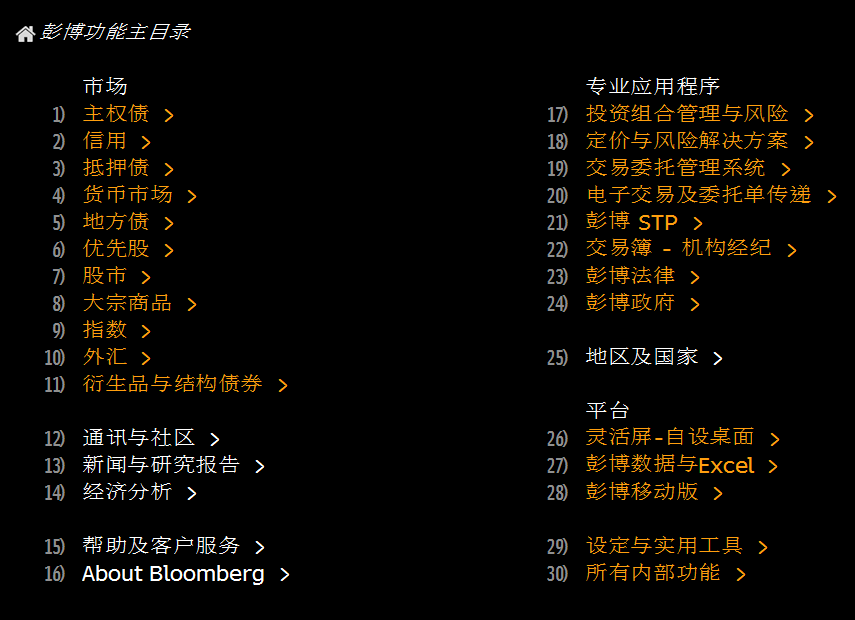 彭博功能主目录
市场
1) 主权债 >
2) 信用 >
3) 抵押债 >
4) 货币市场 >
5) 地方债 >
6) 优先股 >
7) 股市 >
8) 大宗商品 >
9) 指数 >
10) 外汇 >
11) 衍生品与结构债券 >
12) 通讯与社区 >
13) 新闻与研究报告 >
14) 经济分析 >
15) 帮助及客户服务 >
16) About Bloomberg >
专业应用程序
17) 投资组合管理与风险 >
18) 定价与风险解决方案 >
19) 交易委托管理系统 >
20) 电子交易及委托单传递 >
21) 彭博 STP >
22) 交易簿 - 机构经纪 >
23) 彭博法律 >
24) 彭博政府 >
25) 地区及国家 >
平台
26) 灵活屏-自设桌面 >
27) 彭博数据与Excel >
28) 彭博移动版 >
29) 设定与实用工具 >
30) 所有内部功能 >